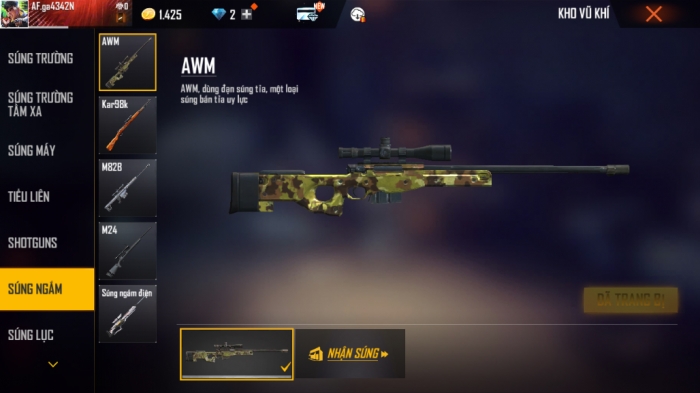 AF.ga4342N
0
1.425
2
NEW
KHO VŨ KHÍ
SÚNG TRƯỜNG
SÚNG TRƯỜNG
TẦM XA
SÚNG MÁY
TIỂU LIÊN
SHOTGUNS
SÚNG NGẮM
SÚNG LỤC
AWM
Kar98k
M82B
M24
Súng ngắm điện
AWM
AWM, dùng đạn súng tỉa, một loại
súng bắn tỉa uy lực
ĐÃ TRANG BỊ
NHẬN SÚNG